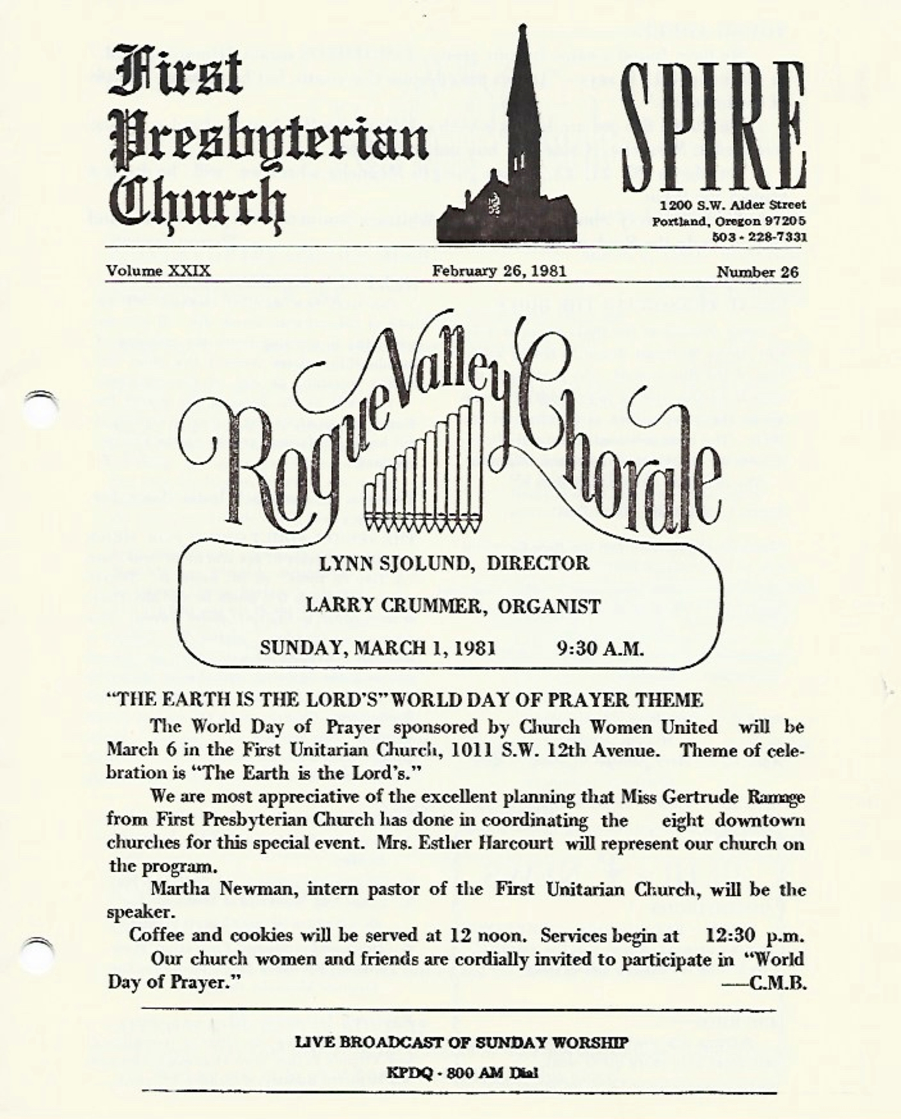 First
Presbyterian
Church
SPIRE
1200 S.W. Alder Street
Portland, Oregon 97205
503 - 228-7331
Volume XXIX February 26, 1981 Number 26
Rogue Valley Chorale
LYNN SJOLUND, DIRECTOR
LARRY CRUMMER, ORGANIST
SUNDAY, MARCH 1, 1981 9:30 A.M.
“THE EARTH IS THE LORD’S” WORLD DAY OF PRAYER THEME
The World Day of Prayer sponsored by Church Women United will be
March 6 in the First Unitarian Church, 1011 S.W. 12th Avenue. Theme of cele-
bration is “The Earth is the Lord’s.”
We are most appreciative of the excellent planning that Miss Gertrude Ramage
from First Presbyterian Church has done in coordinating the eight downtown
churches for this special event. Mrs. Esther Harcourt will represent our church on
the program.
Martha Newman, intern pastor of the First Unitarian Church, will be the
speaker.
Coffee and cookies will be served at 12 noon. Services begin at 12:30 p.m.
Our church women and friends are cordially invited to participate in “World
Day of Prayer.” —C.M.B.
LIVE BROADCAST OF SUNDAY WORSHIP
KPDQ - 800 AM Dial